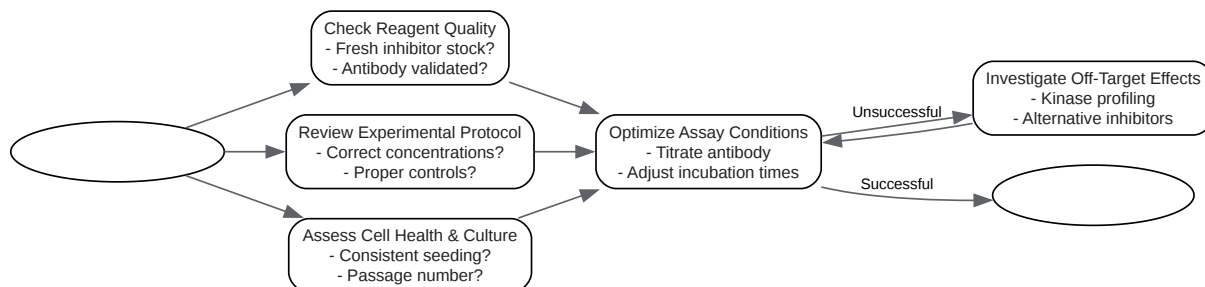 Check Reagent Quality
- Fresh inhibitor stock?
- Antibody validated?
Review Experimental Protocol
- Correct concentrations?
- Proper controls?
Assess Cell Health & Culture
- Consistent seeding?
- Passage number?
Optimize Assay Conditions
- Titrate antibody
- Adjust incubation times
Unsuccessful
Successful
Investigate Off-Target Effects
- Kinase profiling
- Alternative inhibitors